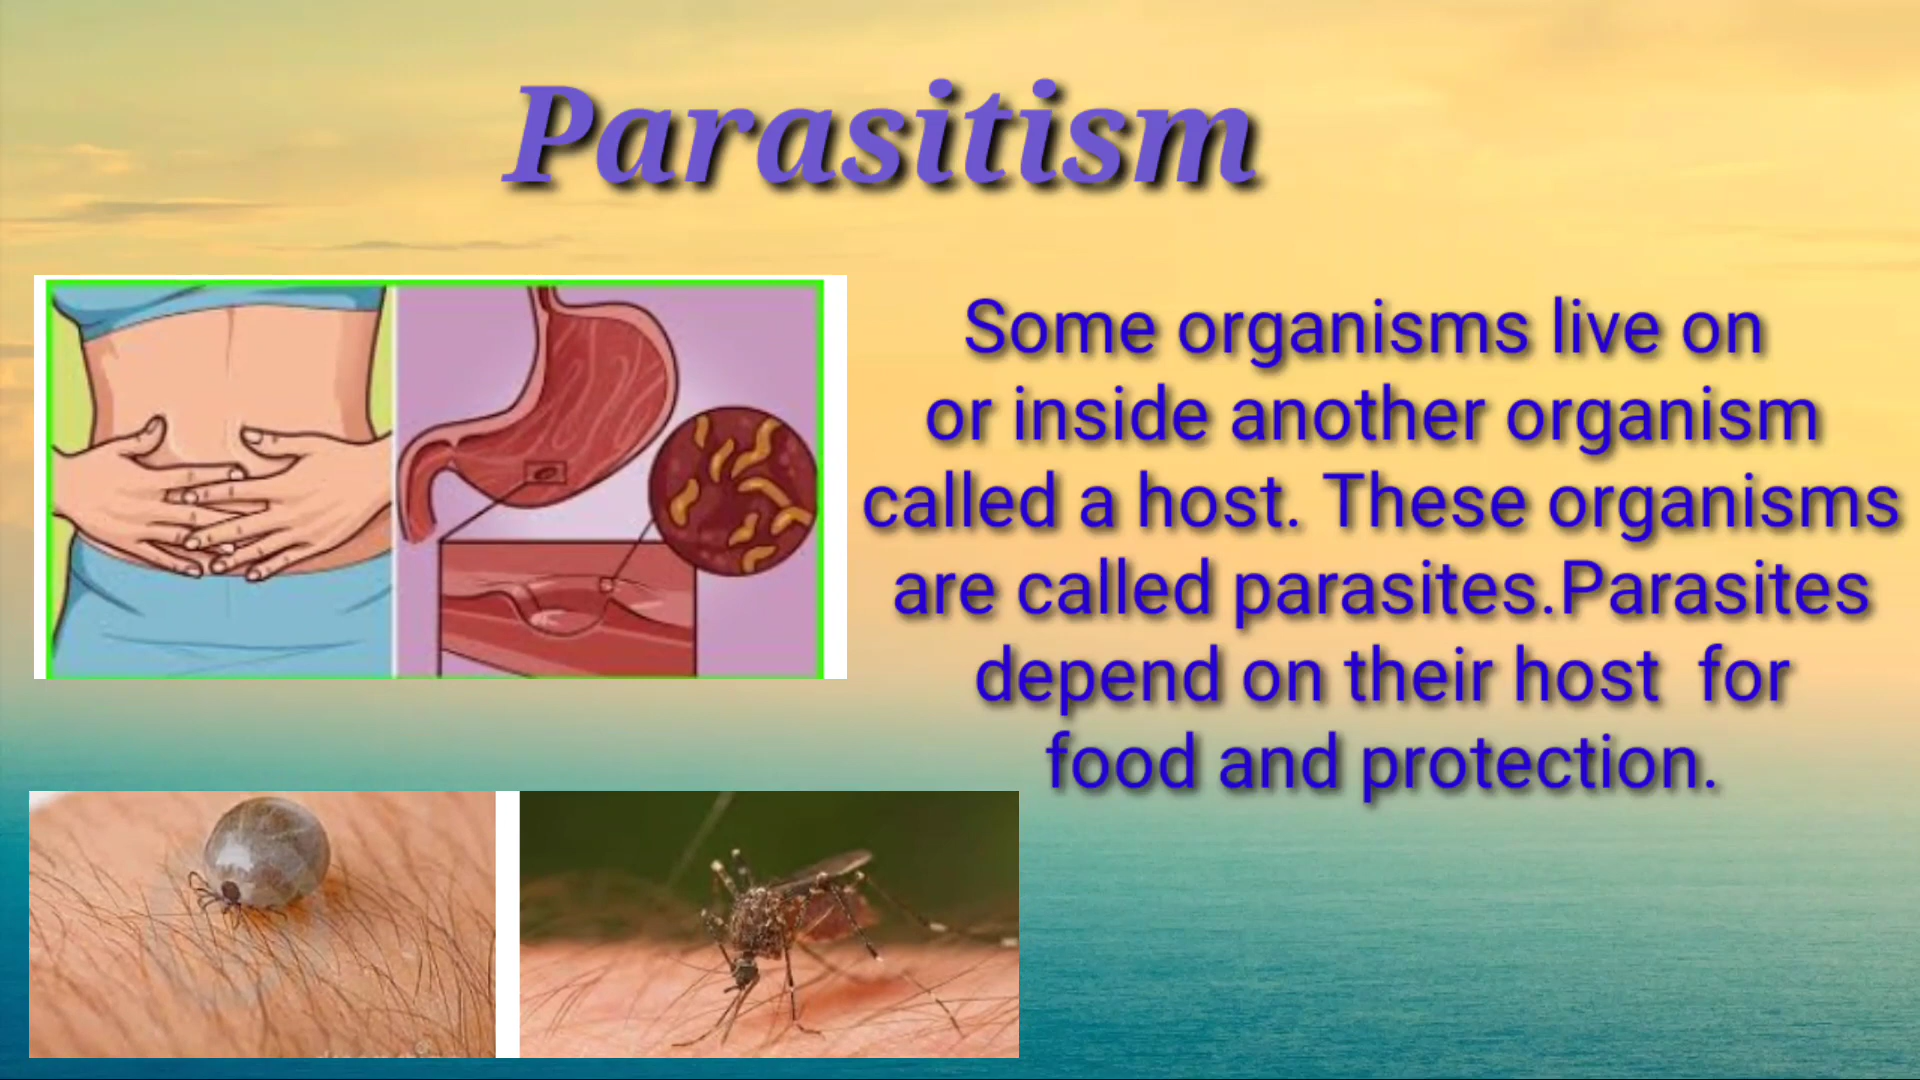 Parasitism
Some organisms live on
or inside another organism
called a host. These organisms
are called parasites.Parasites
depend on their host  for
food and protection.